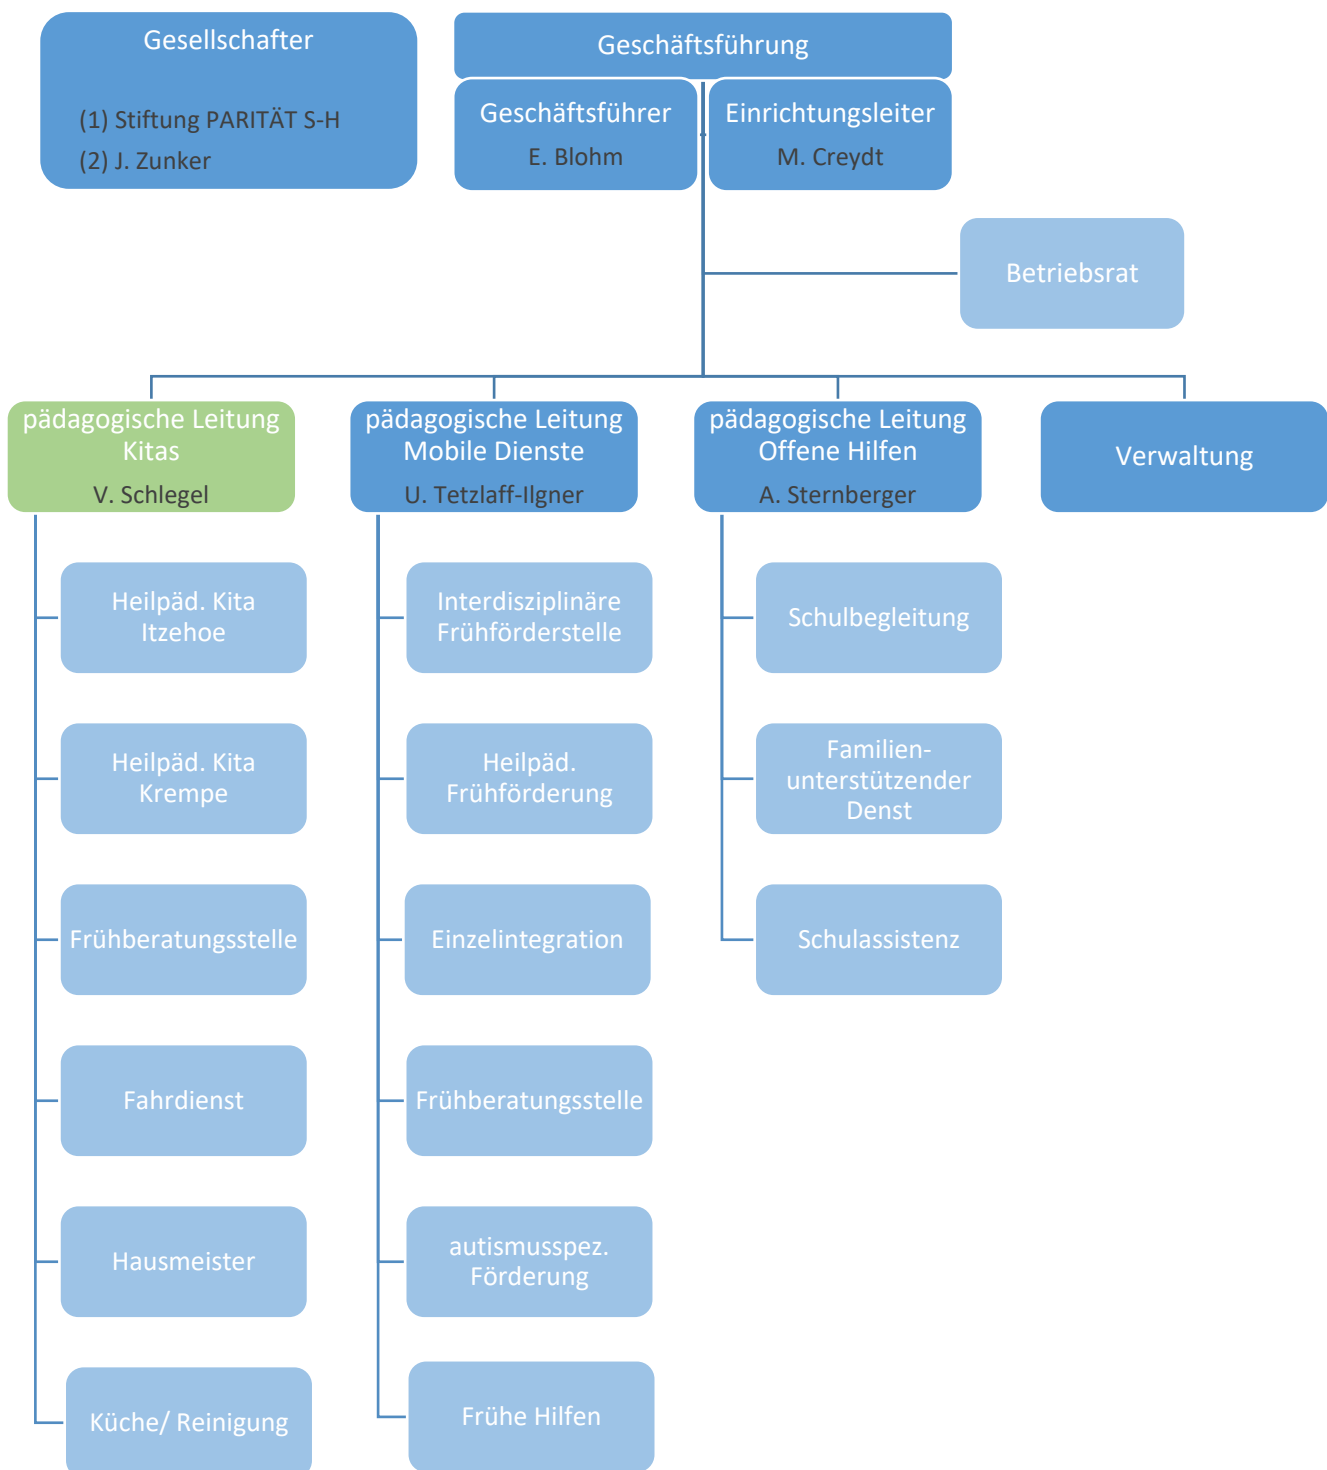 Gesellschafter
(1) Stiftung PARITÄT S-H
(2) J. Zunker
Geschäftsführung
Geschäftsführer
E. Blohm
Einrichtungsleiter
M. Creydt
Betriebsrat
pädagogische Leitung
Kitas
V. Schlegel
pädagogische Leitung
Mobile Dienste
U. Tetzlaff-Ilgner
pädagogische Leitung
Offene Hilfen
A. Sternberger
Verwaltung
Heilpäd. Kita
Itzehoe
Heilpäd. Kita
Krempe
Frühberatungsstelle
Fahrdienst
Hausmeister
Küche/ Reinigung
Interdisziplinäre
Frühförderstelle
Heilpäd.
Frühförderung
Einzelintegration
Frühberatungsstelle
autismusspez.
Förderung
Frühe Hilfen
Schulbegleitung
Familien-
unterstützender
Denst
Schulassistenz